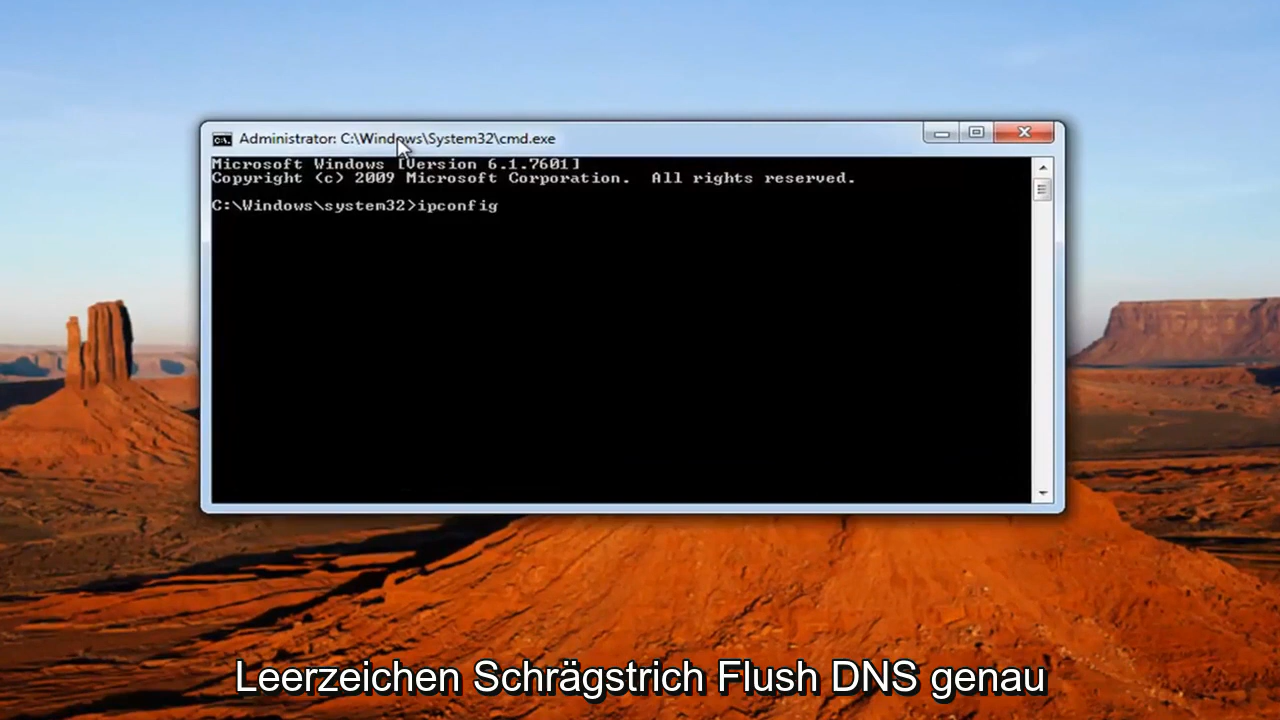 Administrator: C:\Windows\System32\cmd.exe
Microsoft Windows [Version 6.1.7601]
Copyright (c) 2009 Microsoft Corporation.  All rights reserved.
C:\Windows\system32>ipconfig
Leerzeichen Schrägstrich Flush DNS genau